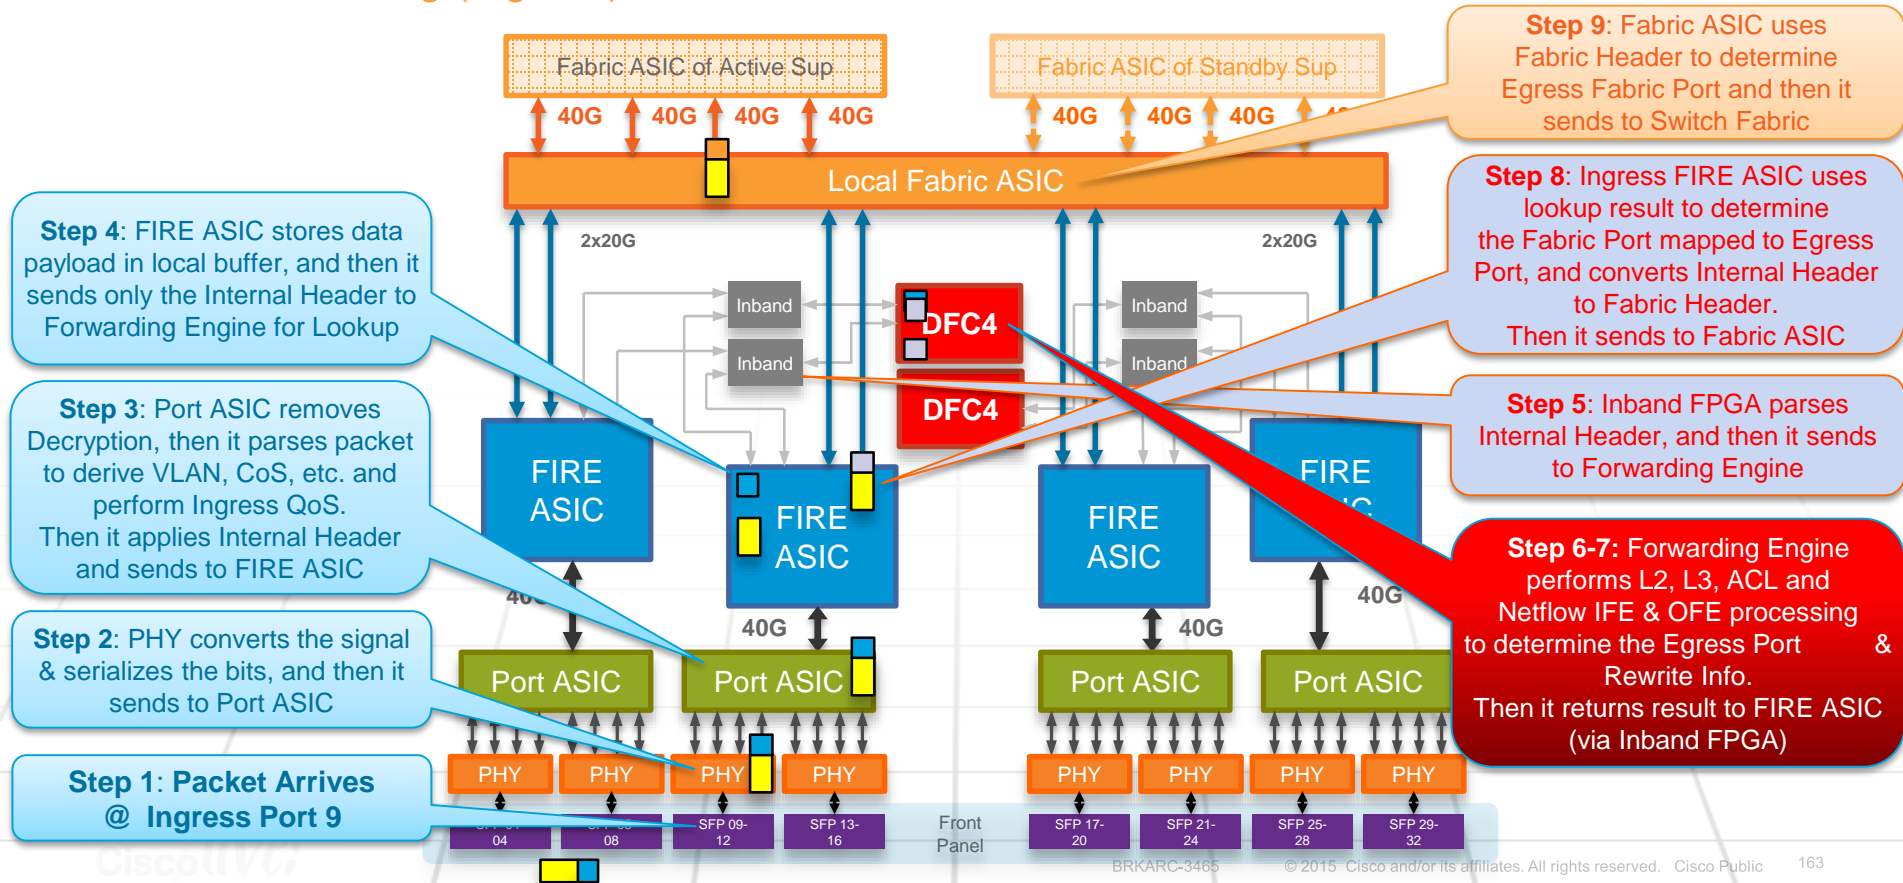 Fabric ASIC of Active Sup
Fabric ASIC of Standby Sup
40G
40G
40G
40G
40G
40G
40G
Step 9: Fabric ASIC uses
Fabric Header to determine
Egress Fabric Port and then it
sends to Switch Fabric
Local Fabric ASIC
Step 8: Ingress FIRE ASIC uses
lookup result to determine
the Fabric Port mapped to Egress
Port, and converts Internal Header
to Fabric Header.
Then it sends to Fabric ASIC
Step 4: FIRE ASIC stores data
payload in local buffer, and then it
sends only the Internal Header to
Forwarding Engine for Lookup
2x20G
2x20G
Inband
Inband
Inband
Inband
DFC4
DFC4
Step 5: Inband FPGA parses
Internal Header, and then it sends
to Forwarding Engine
Step 3: Port ASIC removes
Decryption, then it parses packet
to derive VLAN, CoS, etc. and
perform Ingress QoS.
Then it applies Internal Header
and sends to FIRE ASIC
FIRE
ASIC
FIRE
ASIC
FIRE
ASIC
FIRE
Step 6-7: Forwarding Engine
performs L2, L3, ACL and
Netflow IFE & OFE processing
to determine the Egress Port &
Rewrite Info.
Then it returns result to FIRE ASIC
(via Inband FPGA)
40G
40G
40G
Step 2: PHY converts the signal
& serializes the bits, and then it
sends to Port ASIC
Port ASIC
Port ASIC
Port ASIC
Port ASIC
PHY
PHY
PHY
PHY
PHY
PHY
PHY
PHY
Step 1: Packet Arrives
@ Ingress Port 9
04
08
SFP 09-
12
SFP 13-
16
Front
Panel
SFP 17-
20
SFP 21-
24
SFP 25-
28
SFP 29-
32
Cisco live!
BRKARC-3465
© 2015 Cisco and/or its affiliates. All rights reserved. Cisco Public
163